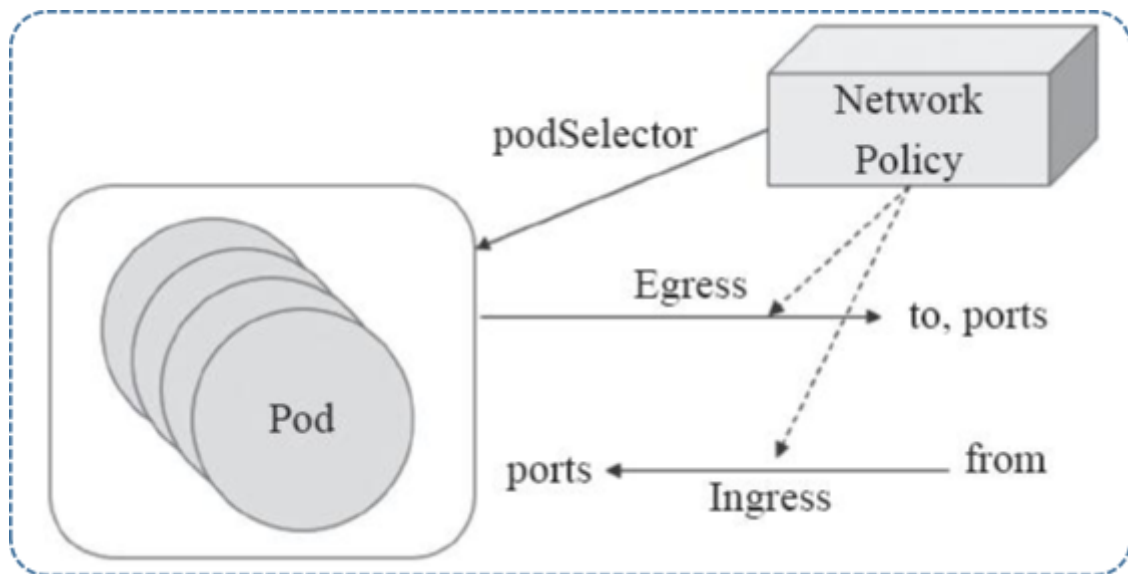 Network
Policy
podSelector
Egress
to, ports
Pod
ports
from
Ingress